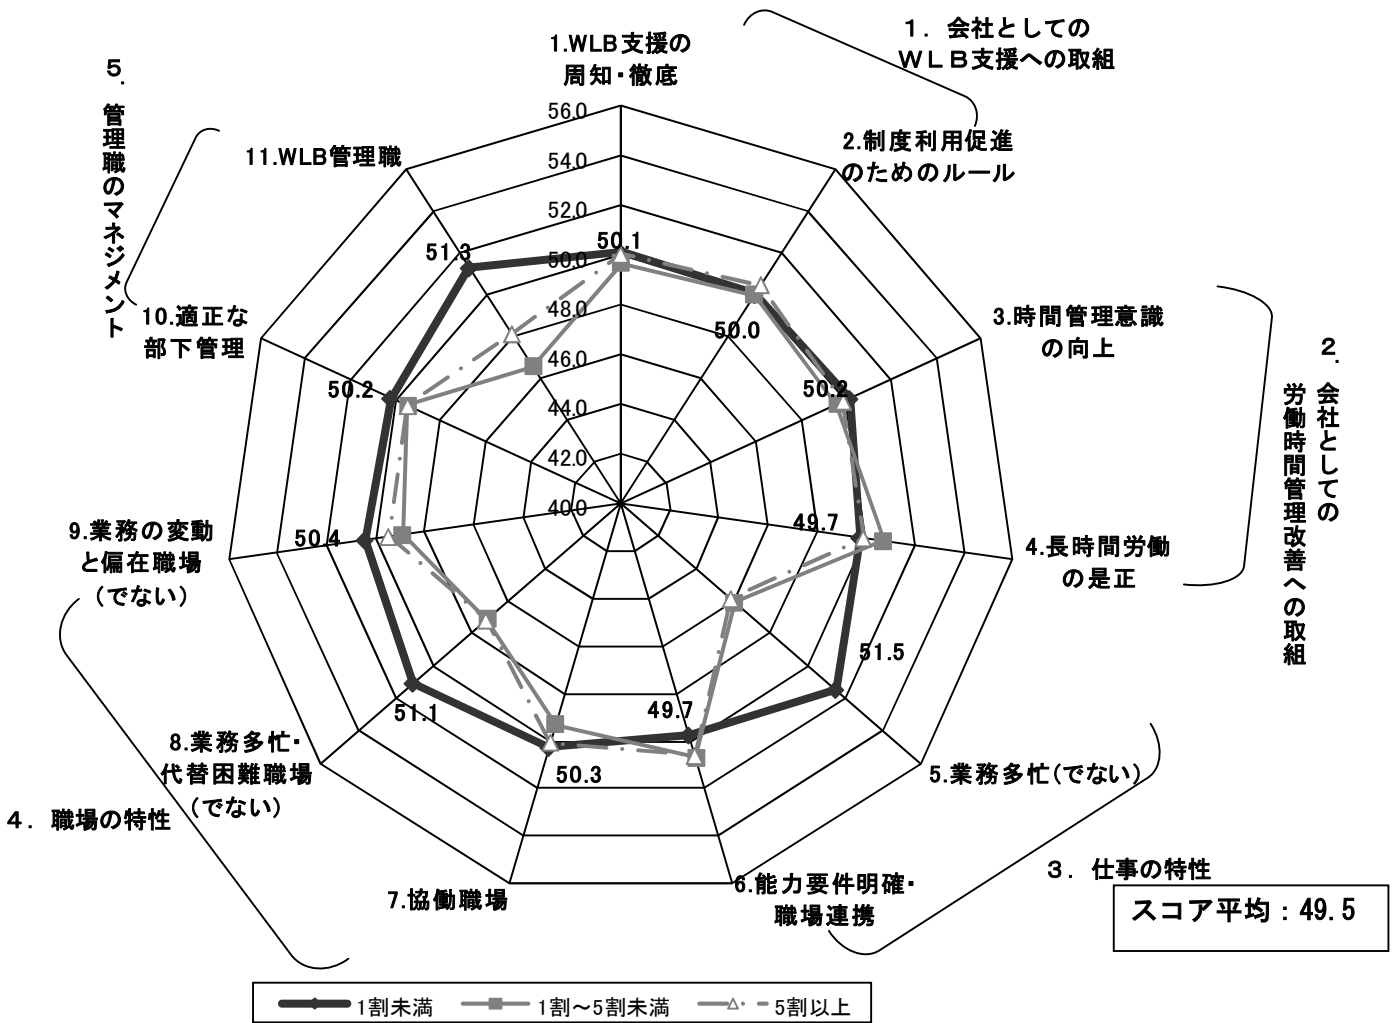 1.WLB支援の
周知・徹底
１．会社としての
ＷＬＢ支援への取組
2.制度利用促進
のためのルール
3.時間管理意識
の向上
２．会社としての
労働時間管理改善への取組
4.長時間労働
の是正
5.業務多忙(でない)
３．仕事の特性
6.能力要件明確・
職場連携
7.協働職場
8.業務多忙・
代替困難職場
(でない)
４．職場の特性
9.業務の変動
と偏在職場
(でない)
10.適正な
部下管理
11.WLB管理職
５．管理職のマネジメント
56.0
54.0
52.0
50.0
48.0
46.0
44.0
42.0
40.0
50.1
50.0
50.2
49.7
51.5
49.7
50.3
51.1
50.4
50.2
51.3
スコア平均：49.5
1割未満
1割～5割未満
5割以上